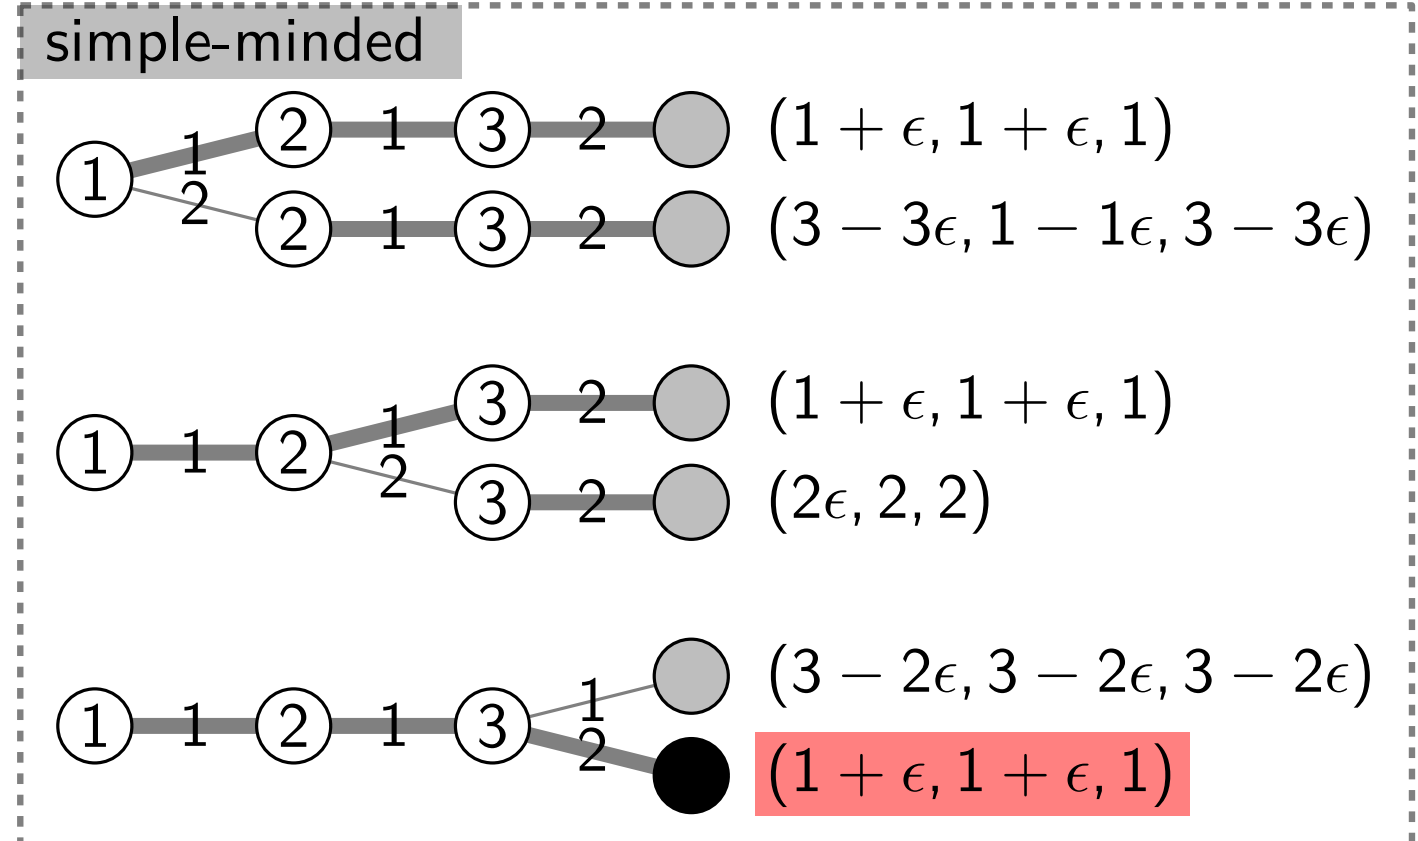 simple-minded
2 1 3 2 (1 + ϵ, 1 + ϵ, 1)
1 1
2
2 1 3 2 (3 − 3ϵ, 1 − 1ϵ, 3 − 3ϵ)
3 2 (1 + ϵ, 1 + ϵ, 1)
1 1 2 1
2
3 2 (2ϵ, 2, 2)
1 (3 − 2ϵ, 3 − 2ϵ, 3 − 2ϵ)
1 1 2 1 3
2 (1 + ϵ, 1 + ϵ, 1)